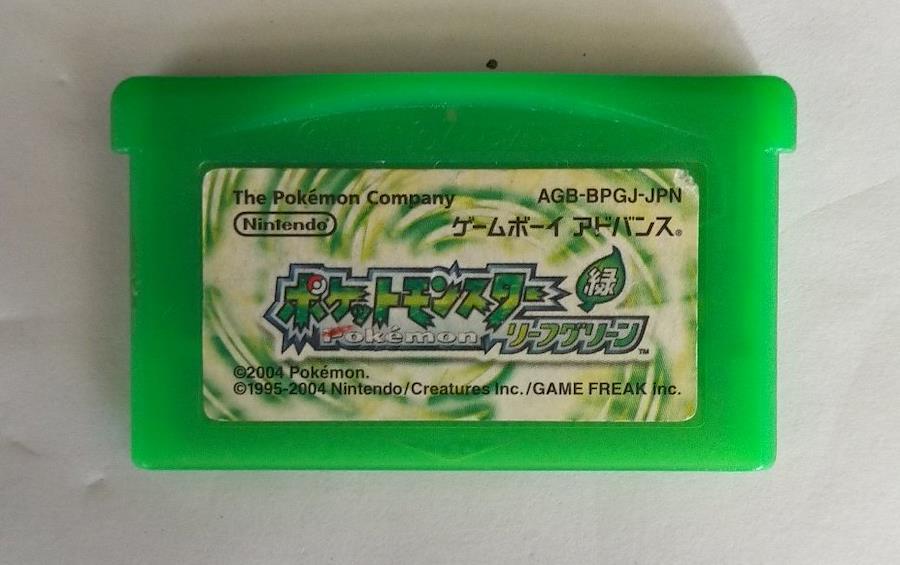 The Pokémon Company
AGB-BPGJ-JPN
Nintendo®
ゲームボーイ アドバンス®
ポケットモンスター
緑
Pokémon
リーフグリーン™
©2004 Pokémon.
©1995-2004 Nintendo/Creatures inc./GAME FREAK inc.